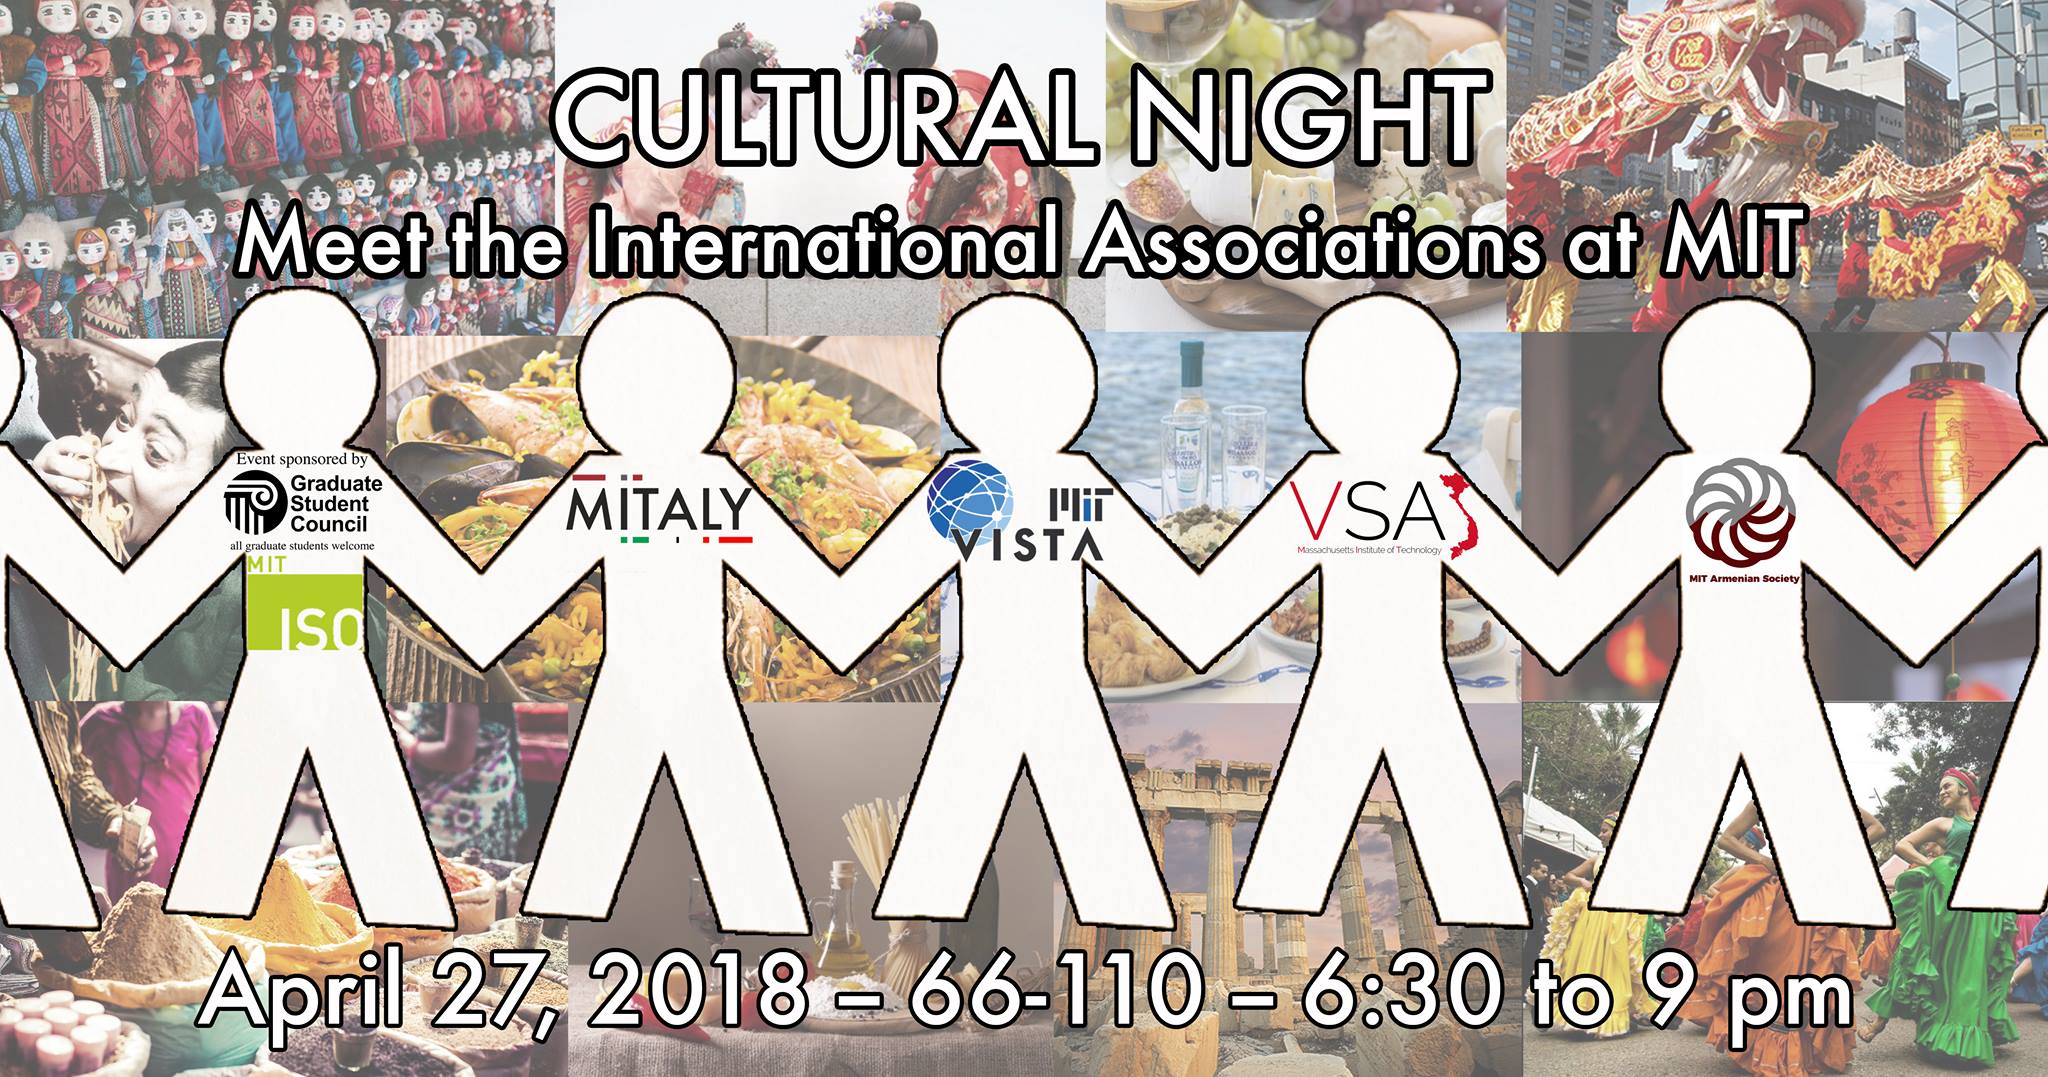 CULTURAL NIGHT
Meet the International Associations at MIT
Event sponsored by
Graduate
Student
Council
all graduate students welcome
MIT
ISO
MITALY
MIT
VISTA
VSA
Massachusetts Institute of Technology
MIT Armenian Society
April 27, 2018 – 66-110 – 6:30 to 9 pm